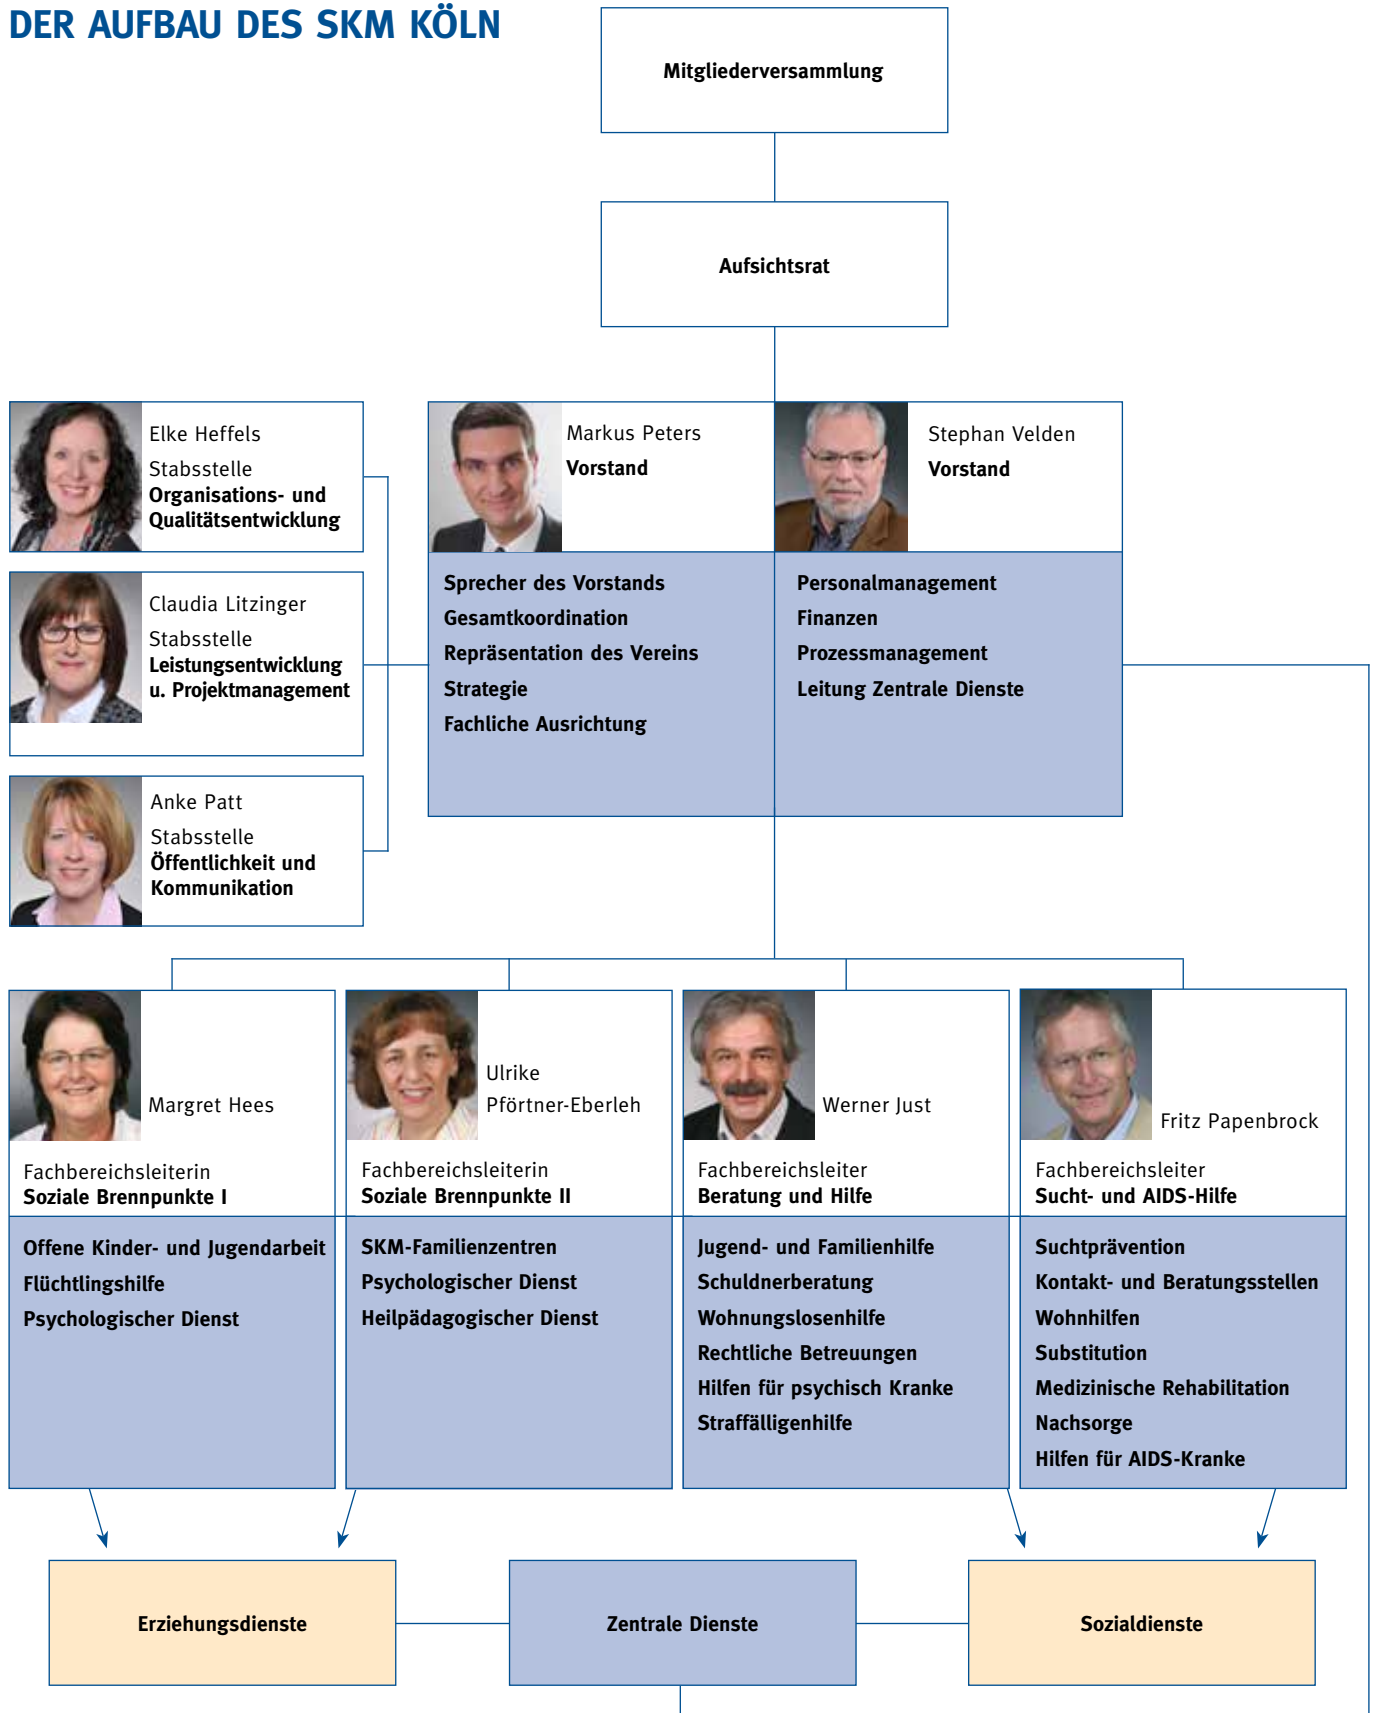 DER AUFBAU DES SKM KÖLN
Mitgliederversammlung
Aufsichtsrat
Elke Heffels
Stabsstelle
Organisations- und
Qualitätsentwicklung
Claudia Litzinger
Stabsstelle
Leistungsentwicklung
u. Projektmanagement
Anke Patt
Stabsstelle
Öffentlichkeit und
Kommunikation
Markus Peters
Vorstand
Sprecher des Vorstands
Gesamtkoordination
Repräsentation des Vereins
Strategie
Fachliche Ausrichtung
Stephan Velden
Vorstand
Personalmanagement
Finanzen
Prozessmanagement
Leitung Zentrale Dienste
Margret Hees
Fachbereichsleiterin
Soziale Brennpunkte I
Offene Kinder- und Jugendarbeit
Flüchtlingshilfe
Psychologischer Dienst
Ulrike
Pförtner-Eberleh
Fachbereichsleiterin
Soziale Brennpunkte II
SKM-Familienzentren
Psychologischer Dienst
Heilpädagogischer Dienst
Werner Just
Fachbereichsleiter
Beratung und Hilfe
Jugend- und Familienhilfe
Schuldnerberatung
Wohnungslosenhilfe
Rechtliche Betreuungen
Hilfen für psychisch Kranke
Straffälligenhilfe
Fritz Papenbrock
Fachbereichsleiter
Sucht- und AIDS-Hilfe
Suchtprävention
Kontakt- und Beratungsstellen
Wohnhilfen
Substitution
Medizinische Rehabilitation
Nachsorge
Hilfen für AIDS-Kranke
Erziehungsdienste
Zentrale Dienste
Sozialdienste